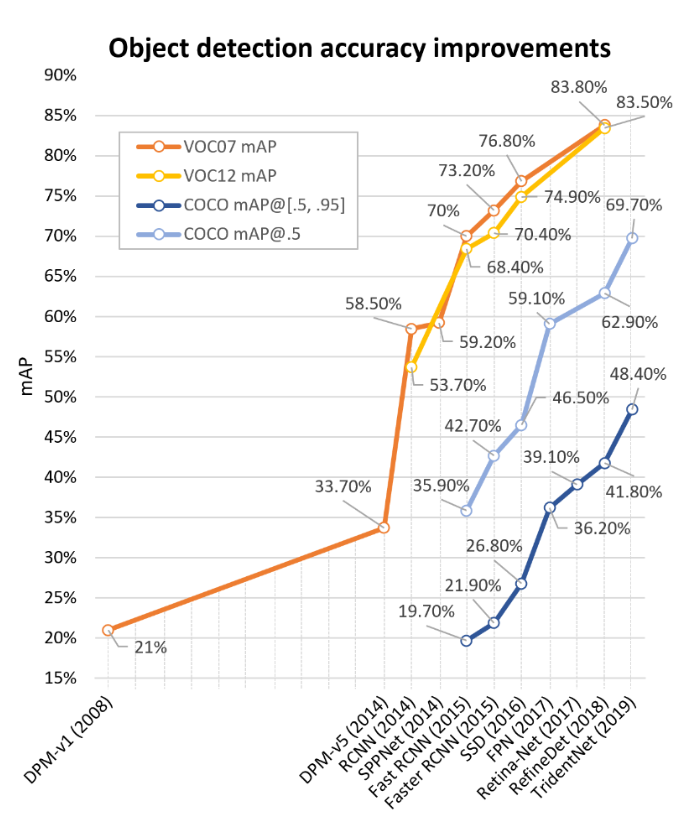 Object detection accuracy improvements
mAP
90%
85%
80%
75%
70%
65%
60%
55%
50%
45%
40%
35%
30%
25%
20%
15%
VOC07 mAP
VOC12 mAP
COCO mAP@[.5, .95]
COCO mAP@.5
83.80%
83.50%
76.80%
73.20%
74.90%
70%
70.40%
69.70%
68.40%
58.50%
59.10%
59.20%
62.90%
53.70%
48.40%
46.50%
42.70%
39.10%
33.70%
35.90%
41.80%
36.20%
26.80%
21.90%
19.70%
21%
DPM-v1 (2008)
DPM-v5 (2014)
RCNN (2014)
SPPNet (2014)
Fast RCNN (2015)
Faster RCNN (2015)
SSD (2016)
FPN (2017)
Retina-Net (2017)
RefineDet (2018)
TridentNet (2019)